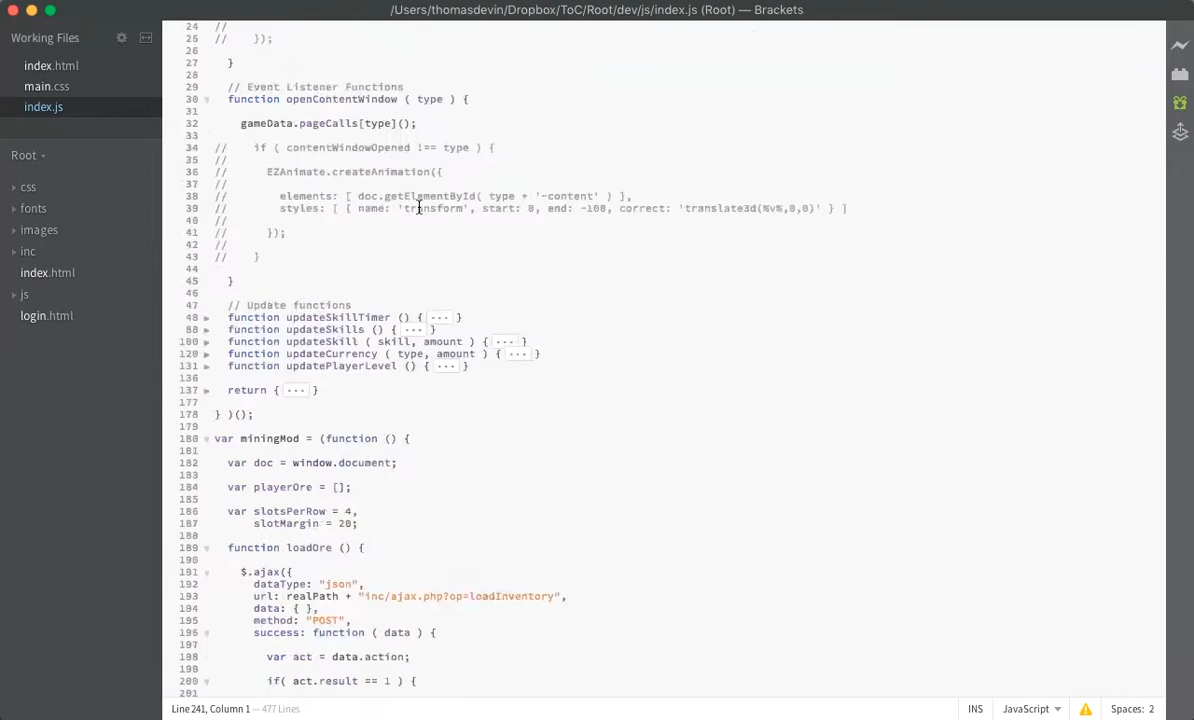 /Users/thomasdevin/Dropbox/ToC/Root/dev/js/index.js (Root) — Brackets
Working Files
index.html
main.css
index.js
Root
css
fonts
images
inc
index.html
js
login.html
24 //
25 //    });
26
27   }
28
29   // Event Listener Functions
30   function openContentWindow ( type ) {
31
32     gameData.pageCalls[type]();
33
34 //    if ( contentWindowOpened !== type ) {
35 //
36 //      EZAnimate.createAnimation({
37 //
38 //        elements: [ doc.getElementById( type + '-content' ) ],
39 //        styles: [ { name: 'transform', start: 0, end: -100, correct: 'translate3d(%v%,0,0)' } ]
40 //
41 //      });
42 //
43 //    }
44
45   }
46
47   // Update functions
48   function updateSkillTimer () { ... }
88   function updateSkills () { ... }
100   function updateSkill ( skill, amount ) { ... }
120   function updateCurrency ( type, amount ) { ... }
131   function updatePlayerLevel () { ... }
136
137   return { ... }
177
178 } )();
179
180 var miningMod = (function () {
181
182   var doc = window.document;
183
184   var playerOre = [];
185
186   var slotsPerRow = 4,
187       slotMargin = 20;
188
189   function loadOre () {
190
191     $.ajax({
192       dataType: "json",
193       url: realPath + "inc/ajax.php?op=loadInventory",
194       data: { },
195       method: "POST",
196       success: function ( data ) {
197
198         var act = data.action;
199
200         if( act.result == 1 ) {
201
Line 241, Column 1 — 477 Lines
INS
JavaScript
Spaces: 2